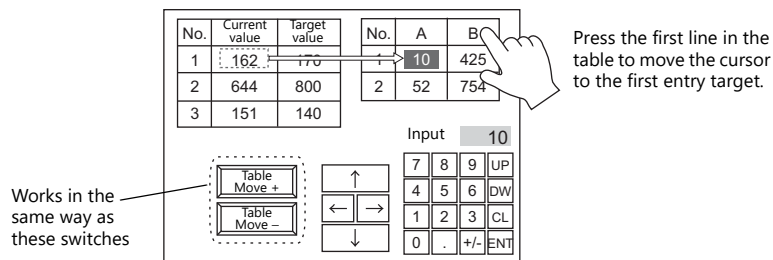 No. Current value Target value
1 162 170
2 644 800
3 151 140
No. A B
1 10 425
2 52 754
Press the first line in the
table to move the cursor
to the first entry target.
Input 10
7 8 9 UP
4 5 6 DW
1 2 3 CL
0 . +/- ENT
Table
Move +
Table
Move –
↑
← →
↓
Works in the
same way as
these switches